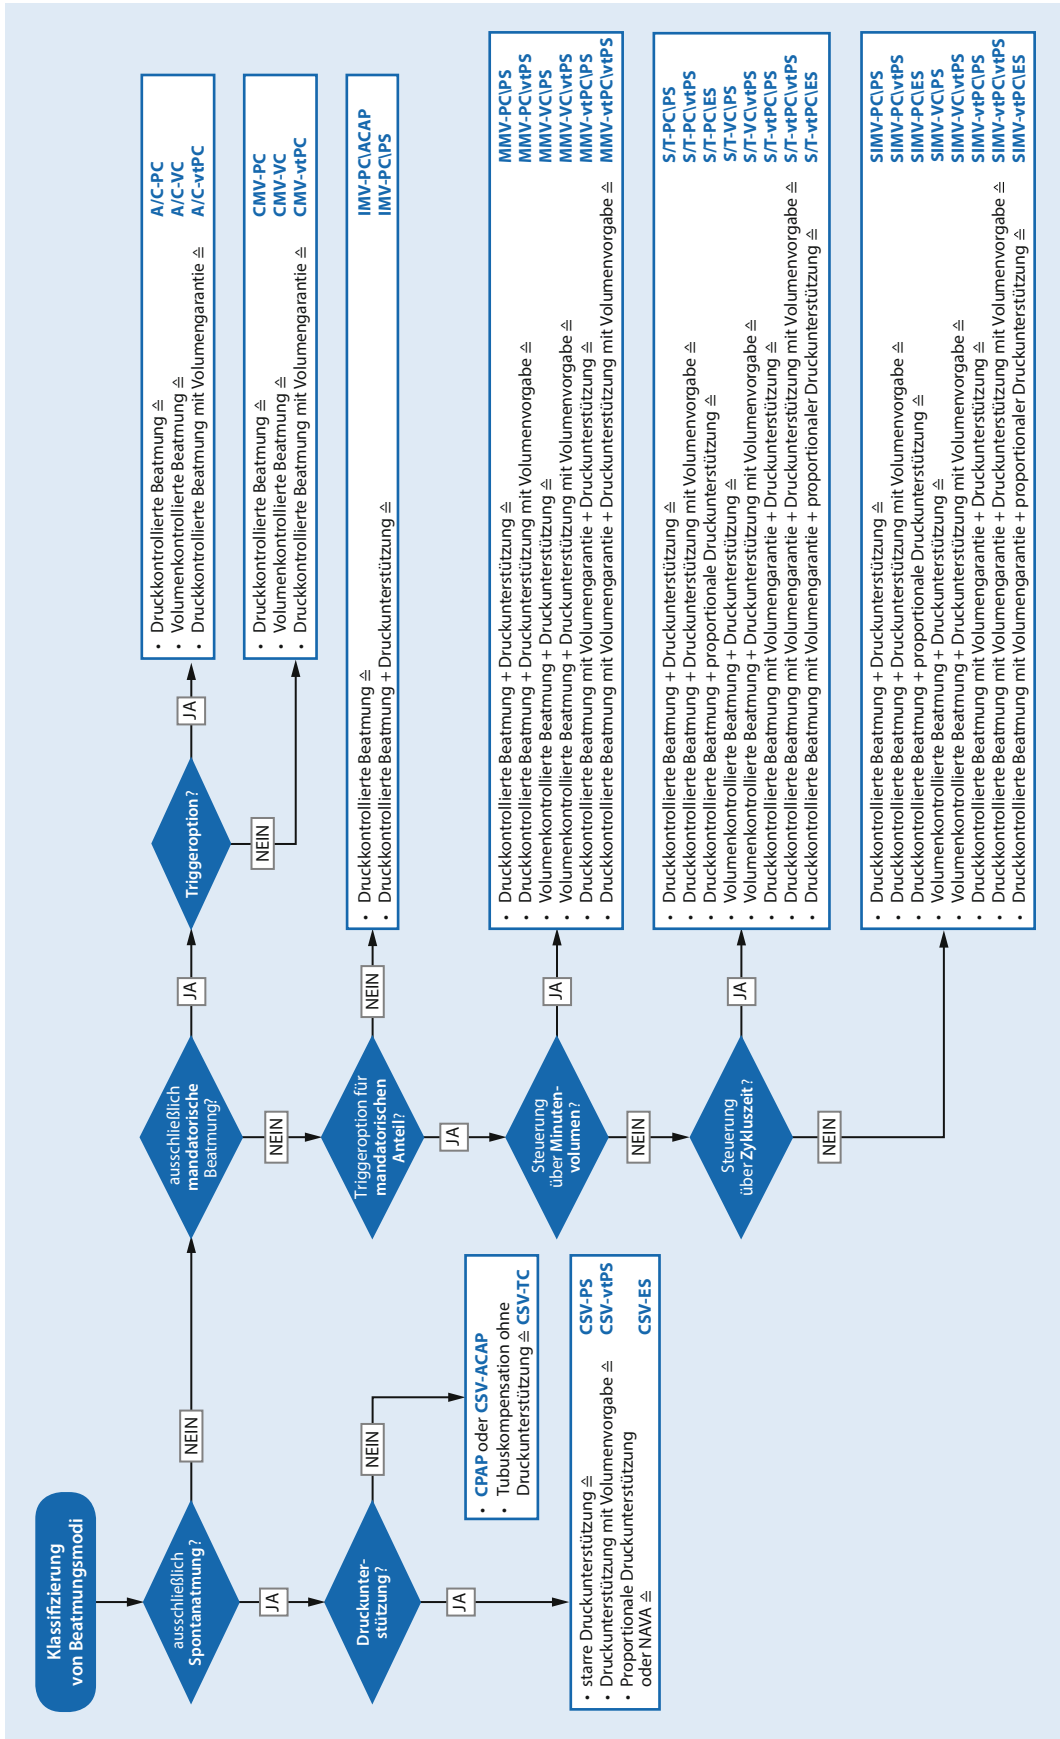 Klassifizierung
von Beatmungsmodi
ausschließlich
Spontanatmung?
NEIN
JA
Druckunter-
stützung?
NEIN
JA
• CPAP oder CSV-ACAP
• Tubuskompensation ohne
Druckunterstützung ≙ CSV-TC
• starre Druckunterstützung ≙ CSV-PS
• Druckunterstützung mit Volumenvorgabe ≙ CSV-vtPS
• Proportionale Druckunterstützung
oder NAVA ≙ CSV-ES
ausschließlich
mandatorische
Beatmung?
JA
NEIN
Triggeroption?
JA
NEIN
• Druckkontrollierte Beatmung ≙ A/C-PC
• Volumenkontrollierte Beatmung ≙ A/C-VC
• Druckkontrollierte Beatmung mit Volumengarantie ≙ A/C-vtPC
• Druckkontrollierte Beatmung ≙ CMV-PC
• Volumenkontrollierte Beatmung ≙ CMV-VC
• Druckkontrollierte Beatmung mit Volumengarantie ≙ CMV-vtPC
Triggeroption für
mandatorischen
Anteil?
NEIN
JA
• Druckkontrollierte Beatmung ≙ IMV-PC\ACAP
• Druckkontrollierte Beatmung + Druckunterstützung ≙ IMV-PC\PS
Steuerung
über Minuten-
volumen?
JA
NEIN
• Druckkontrollierte Beatmung + Druckunterstützung ≙ MMV-PC\PS
• Druckkontrollierte Beatmung + Druckunterstützung mit Volumenvorgabe ≙ MMV-PC\vtPS
• Volumenkontrollierte Beatmung + Druckunterstützung ≙ MMV-VC\PS
• Volumenkontrollierte Beatmung + Druckunterstützung mit Volumenvorgabe ≙ MMV-VC\vtPS
• Druckkontrollierte Beatmung mit Volumengarantie + Druckunterstützung ≙ MMV-vtPC\PS
• Druckkontrollierte Beatmung mit Volumengarantie + Druckunterstützung mit Volumenvorgabe ≙ MMV-vtPC\vtPS
Steuerung
über Zykluszeit?
JA
NEIN
• Druckkontrollierte Beatmung + Druckunterstützung ≙ S/T-PC\PS
• Druckkontrollierte Beatmung + Druckunterstützung mit Volumenvorgabe ≙ S/T-PC\vtPS
• Druckkontrollierte Beatmung + proportionale Druckunterstützung ≙ S/T-PC\ES
• Volumenkontrollierte Beatmung + Druckunterstützung ≙ S/T-VC\PS
• Volumenkontrollierte Beatmung + Druckunterstützung mit Volumenvorgabe ≙ S/T-VC\vtPS
• Druckkontrollierte Beatmung mit Volumengarantie + Druckunterstützung ≙ S/T-vtPC\PS
• Druckkontrollierte Beatmung mit Volumengarantie + Druckunterstützung mit Volumenvorgabe ≙ S/T-vtPC\vtPS
• Druckkontrollierte Beatmung mit Volumengarantie + proportionaler Druckunterstützung ≙ S/T-vtPC\ES
• Druckkontrollierte Beatmung + Druckunterstützung ≙ SIMV-PC\PS
• Druckkontrollierte Beatmung + Druckunterstützung mit Volumenvorgabe ≙ SIMV-PC\vtPS
• Druckkontrollierte Beatmung + proportionale Druckunterstützung ≙ SIMV-PC\ES
• Volumenkontrollierte Beatmung + Druckunterstützung ≙ SIMV-VC\PS
• Volumenkontrollierte Beatmung + Druckunterstützung mit Volumenvorgabe ≙ SIMV-VC\vtPS
• Druckkontrollierte Beatmung mit Volumengarantie + Druckunterstützung ≙ SIMV-vtPC\PS
• Druckkontrollierte Beatmung mit Volumengarantie + Druckunterstützung mit Volumenvorgabe ≙ SIMV-vtPC\vtPS
• Druckkontrollierte Beatmung mit Volumengarantie + proportionaler Druckunterstützung ≙ SIMV-vtPC\ES